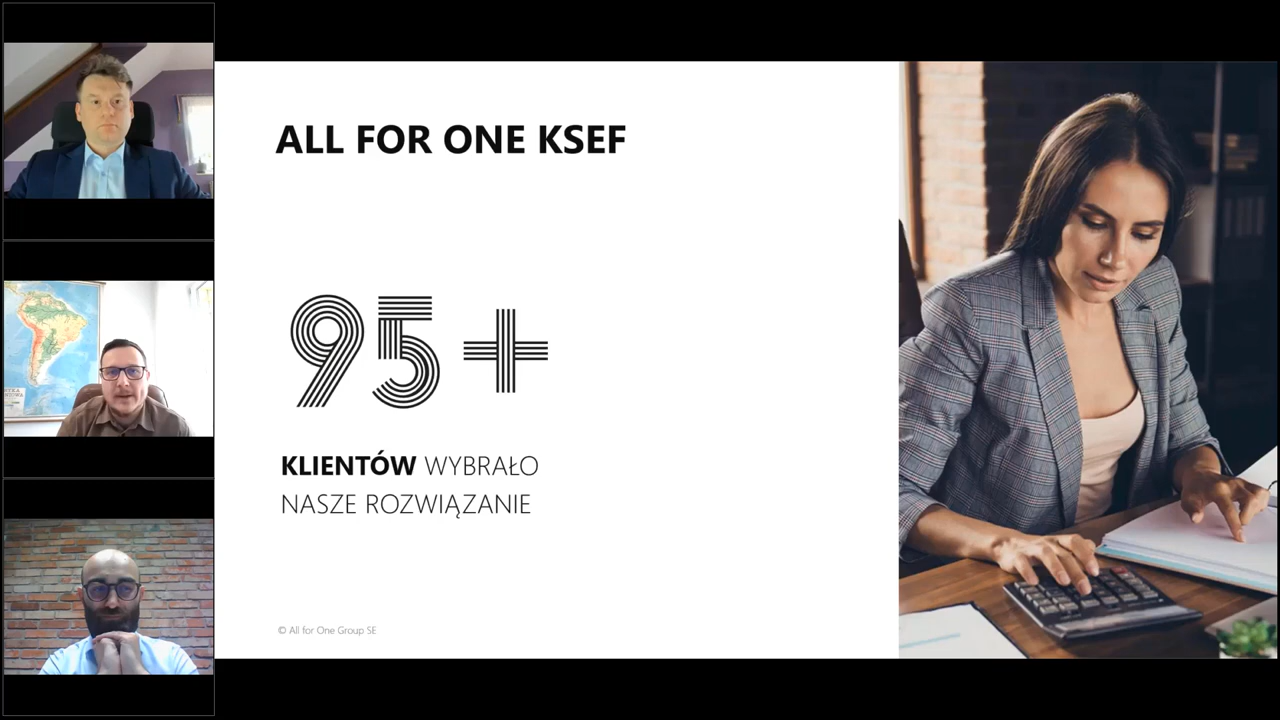 ALL FOR ONE KSEF
95+
KLIENTÓW WYBRAŁO
NASZE ROZWIĄZANIE
© All for One Group SE